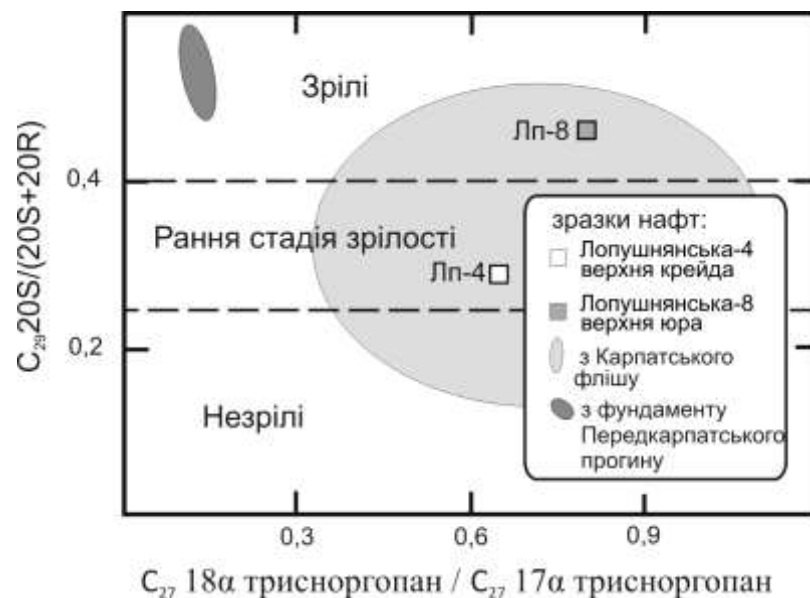 Зрілі
Лп-8
0,4
Рання стадія зрілості
Лп-4
0,2
Незрілі
C₂₉20S/(20S+20R)
зразки нафт:
Лопушнянська-4
верхня крейда
Лопушнянська-8
верхня юра
з Карпатського
флішу
з фундаменту
Передкарпатського
прогину
0,3 0,6 0,9
C₂₇ 18α трисноргопан / C₂₇ 17α трисноргопан